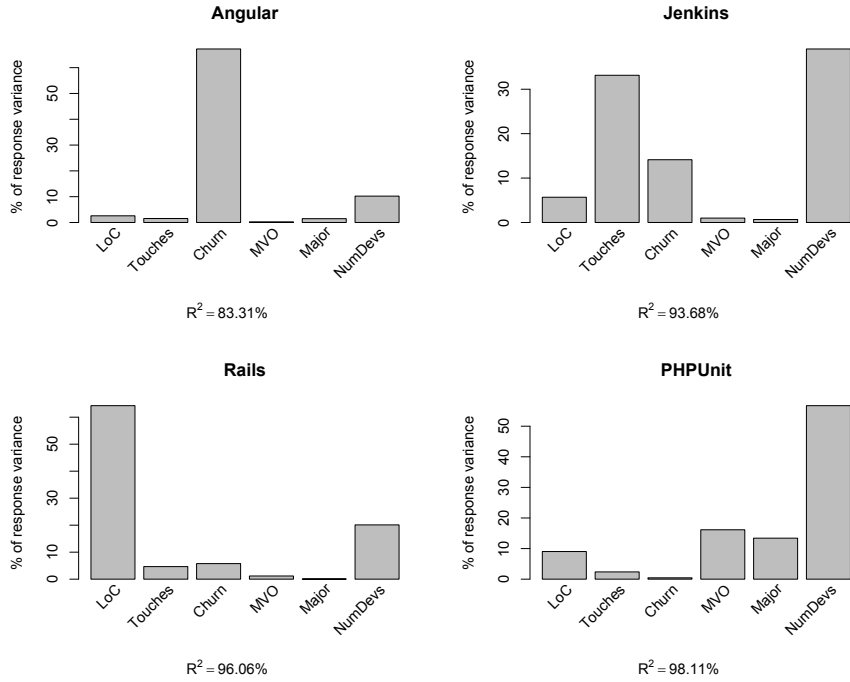 Angular
% of response variance
10
30
50
LoC
Touches
Churn
MVO
Major
NumDevs
R² = 83.31%
Jenkins
% of response variance
0
10
20
30
LoC
Touches
Churn
MVO
Major
NumDevs
R² = 93.68%
Rails
% of response variance
0
10
30
50
LoC
Touches
Churn
MVO
Major
NumDevs
R² = 96.06%
PHPUnit
% of response variance
0
10
20
30
40
50
LoC
Touches
Churn
MVO
Major
NumDevs
R² = 98.11%